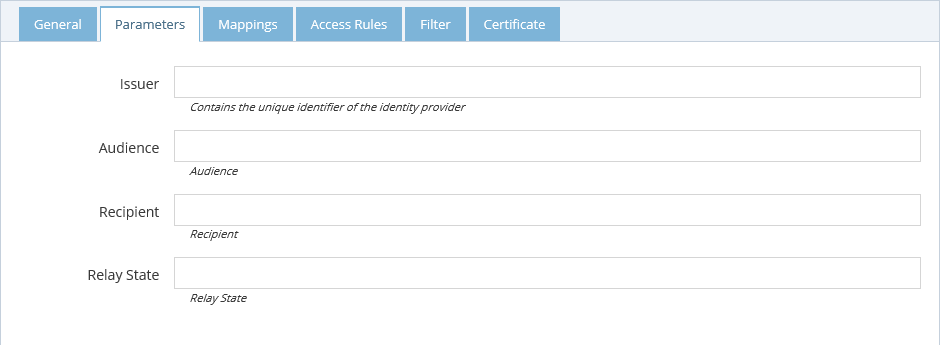 General Parameters Mappings Access Rules Filter Certificate
Issuer
Contains the unique identifier of the identity provider
Audience
Audience
Recipient
Recipient
Relay State
Relay State